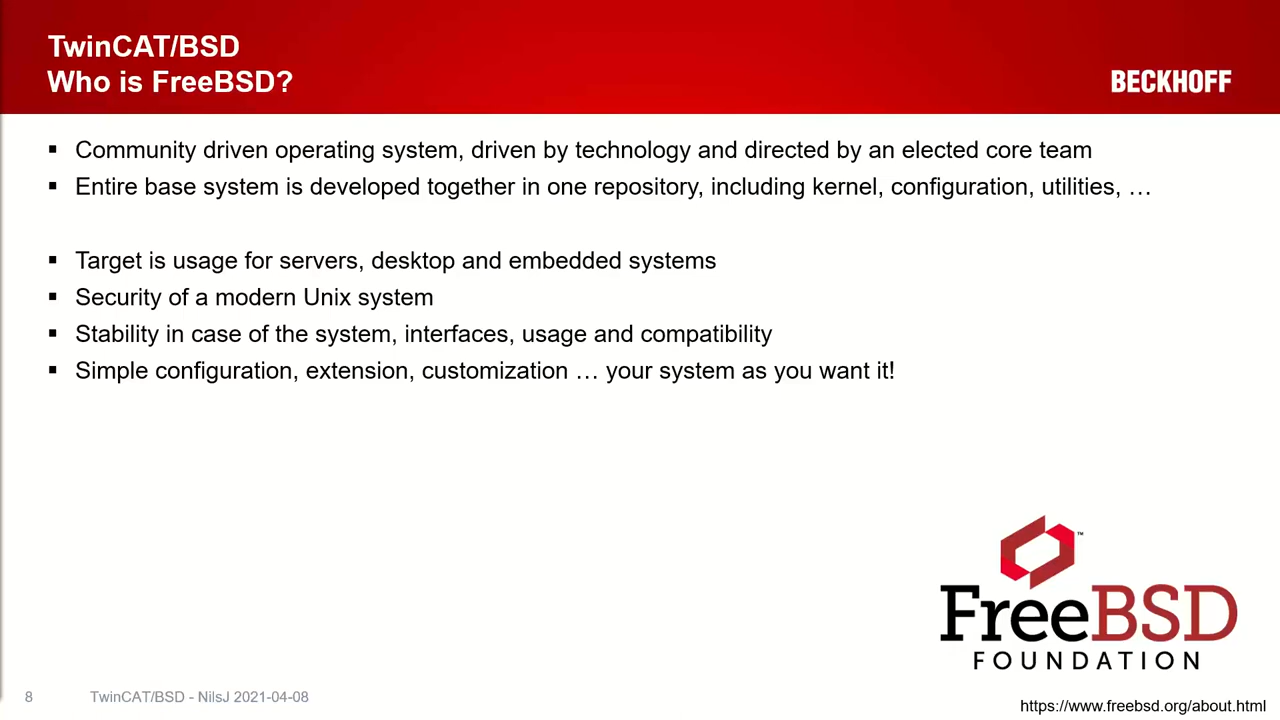 TwinCAT/BSD
Who is FreeBSD?
BECKHOFF
▪ Community driven operating system, driven by technology and directed by an elected core team
▪ Entire base system is developed together in one repository, including kernel, configuration, utilities, …
▪ Target is usage for servers, desktop and embedded systems
▪ Security of a modern Unix system
▪ Stability in case of the system, interfaces, usage and compatibility
▪ Simple configuration, extension, customization … your system as you want it!
™
FreeBSD
FOUNDATION
8 TwinCAT/BSD - NilsJ 2021-04-08
https://www.freebsd.org/about.html